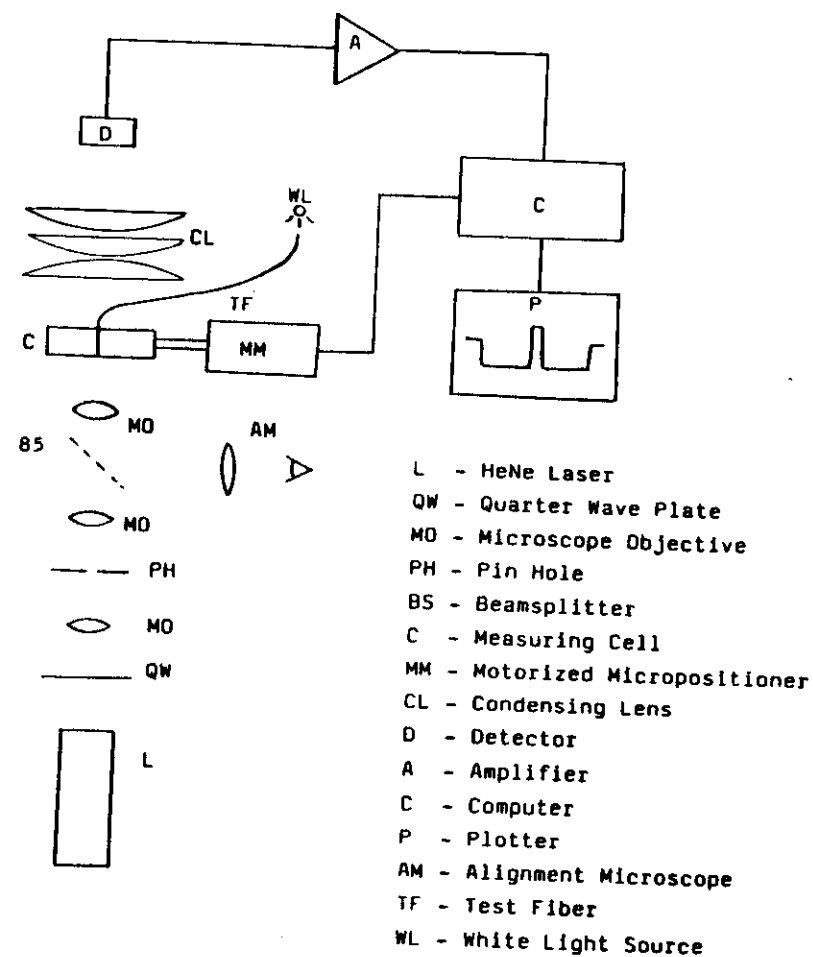 A
D
WL
C
CL
TF
P
C
MM
MO
AM
BS
MO
PH
MO
QW
L
L - HeNe Laser
QW - Quarter Wave Plate
MO - Microscope Objective
PH - Pin Hole
BS - Beamsplitter
C - Measuring Cell
MM - Motorized Micropositioner
CL - Condensing Lens
D - Detector
A - Amplifier
C - Computer
P - Plotter
AM - Alignment Microscope
TF - Test Fiber
WL - White Light Source